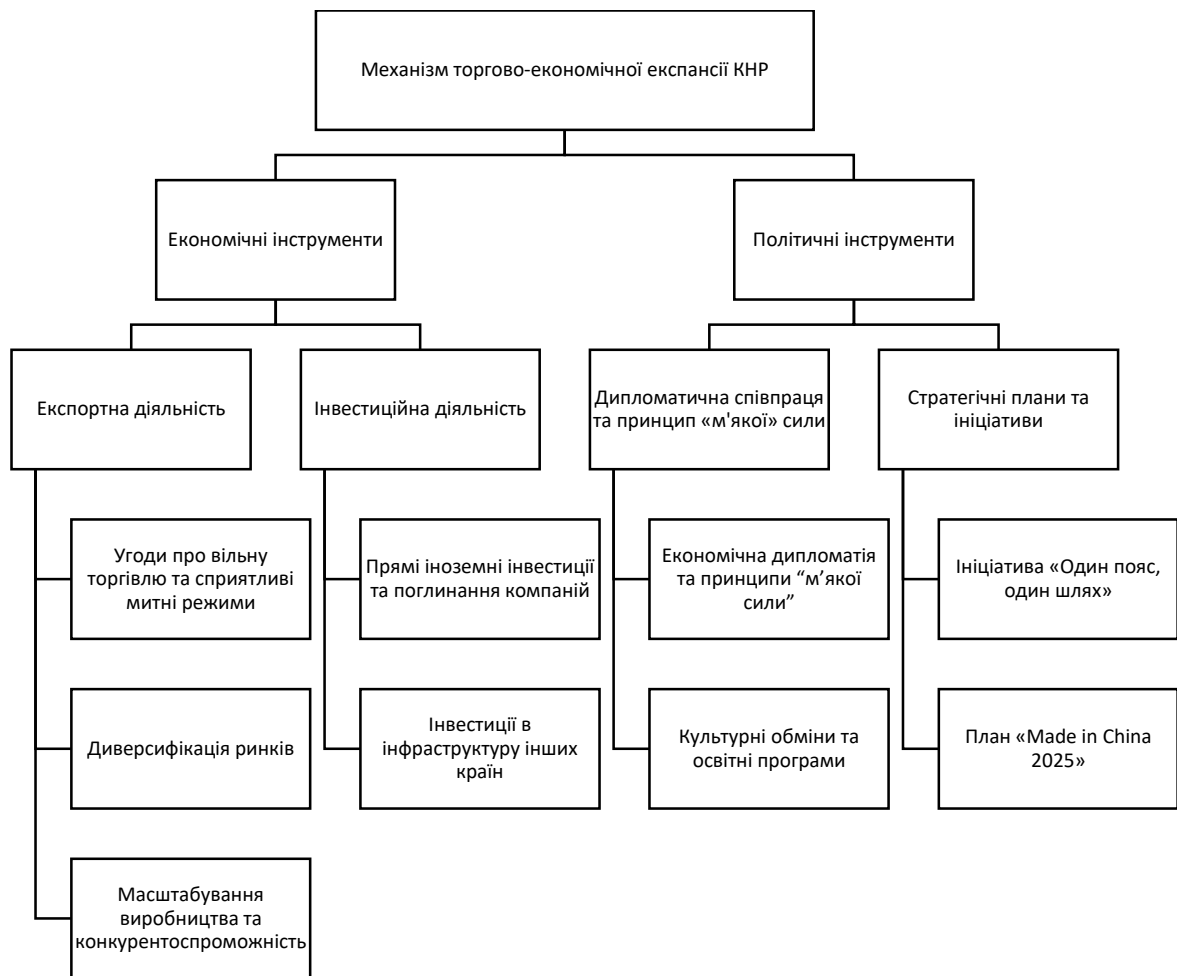 Механізм торгово-економічної експансії КНР
Економічні інструменти
Політичні інструменти
Експортна діяльність
Інвестиційна діяльність
Дипломатична співпраця
та принцип «м'якої» сили
Стратегічні плани та
ініціативи
Угоди про вільну
торгівлю та сприятливі
митні режими
Прямі іноземні інвестиції
та поглинання компаній
Економічна дипломатія
та принципи “м’якої
сили”
Ініціатива «Один пояс,
один шлях»
Диверсифікація ринків
Інвестиції в
інфраструктуру інших
країн
Культурні обміни та
освітні програми
План «Made in China
2025»
Масштабування
виробництва та
конкурентоспроможність